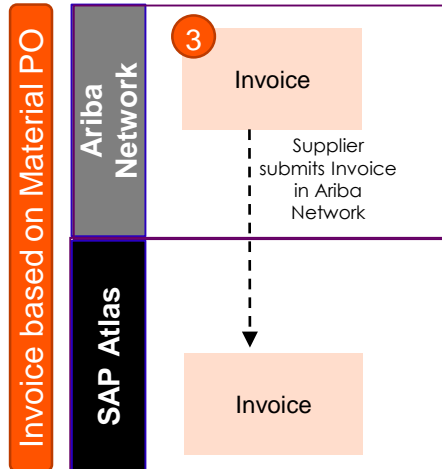 Invoice based on Material PO
Ariba
Network
3
Invoice
Supplier
submits Invoice
in Ariba
Network
SAP Atlas
Invoice